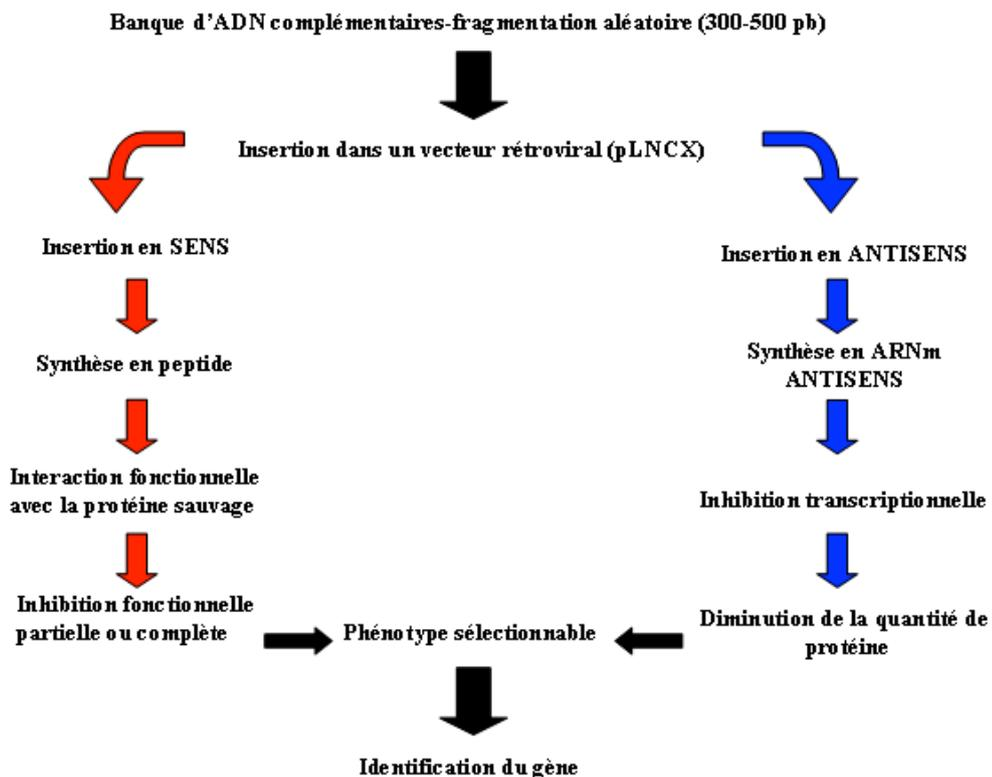 Banque d'ADN complémentaires-fragmentation aléatoire (300-500 pb)
Insertion dans un vecteur rétroviral (pLNCX)
Insertion en SENS
Synthèse en peptide
Interaction fonctionnelle
avec la protéine sauvage
Inhibition fonctionnelle
partielle ou complète
Insertion en ANTISENS
Synthèse en ARNm
ANTISENS
Inhibition transcriptionnelle
Diminution de la quantité de
protéine
Phénotype sélectionnable
Identification du gène